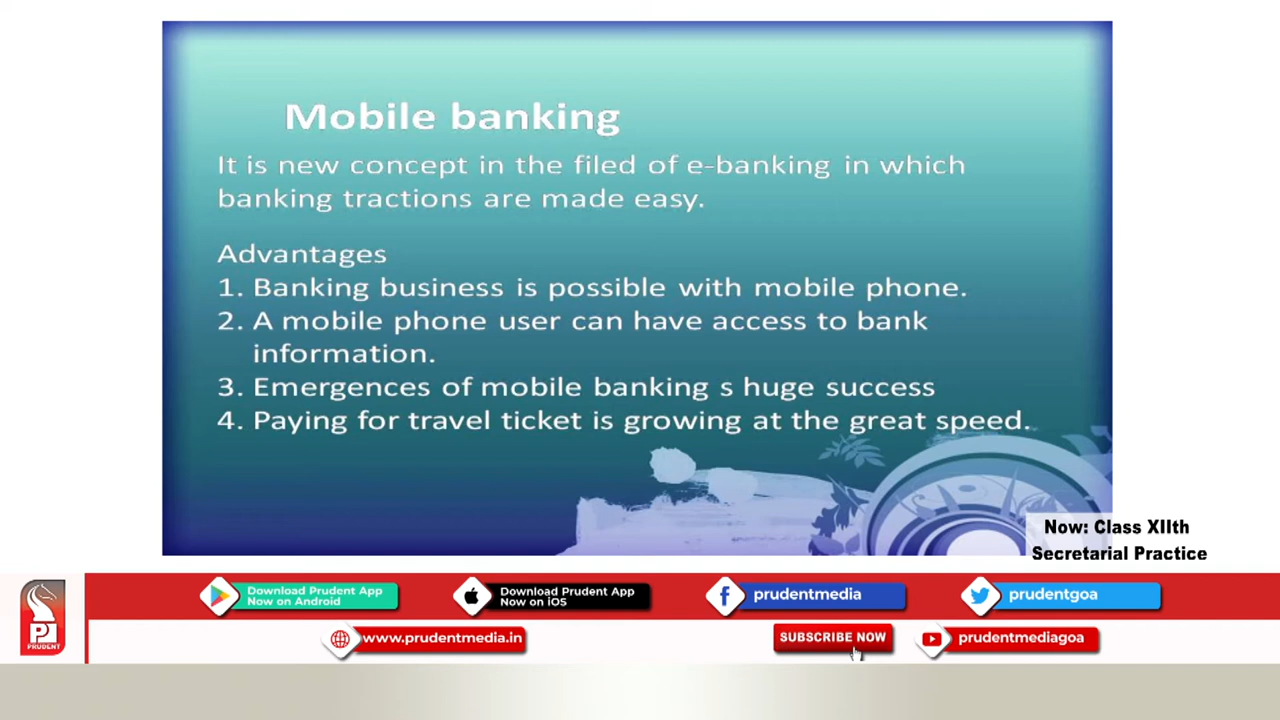 Mobile banking
It is new concept in the filed of e-banking in which
banking tractions are made easy.
Advantages
1. Banking business is possible with mobile phone.
2. A mobile phone user can have access to bank
information.
3. Emergences of mobile banking s huge success
4. Paying for travel ticket is growing at the great speed.
Now: Class XIIth
Secretarial Practice
Download Prudent App
Now on Android
Download Prudent App
Now on iOS
prudentmedia
prudentgoa
PRUDENT
www.prudentmedia.in
SUBSCRIBE NOW
prudentmediagoa